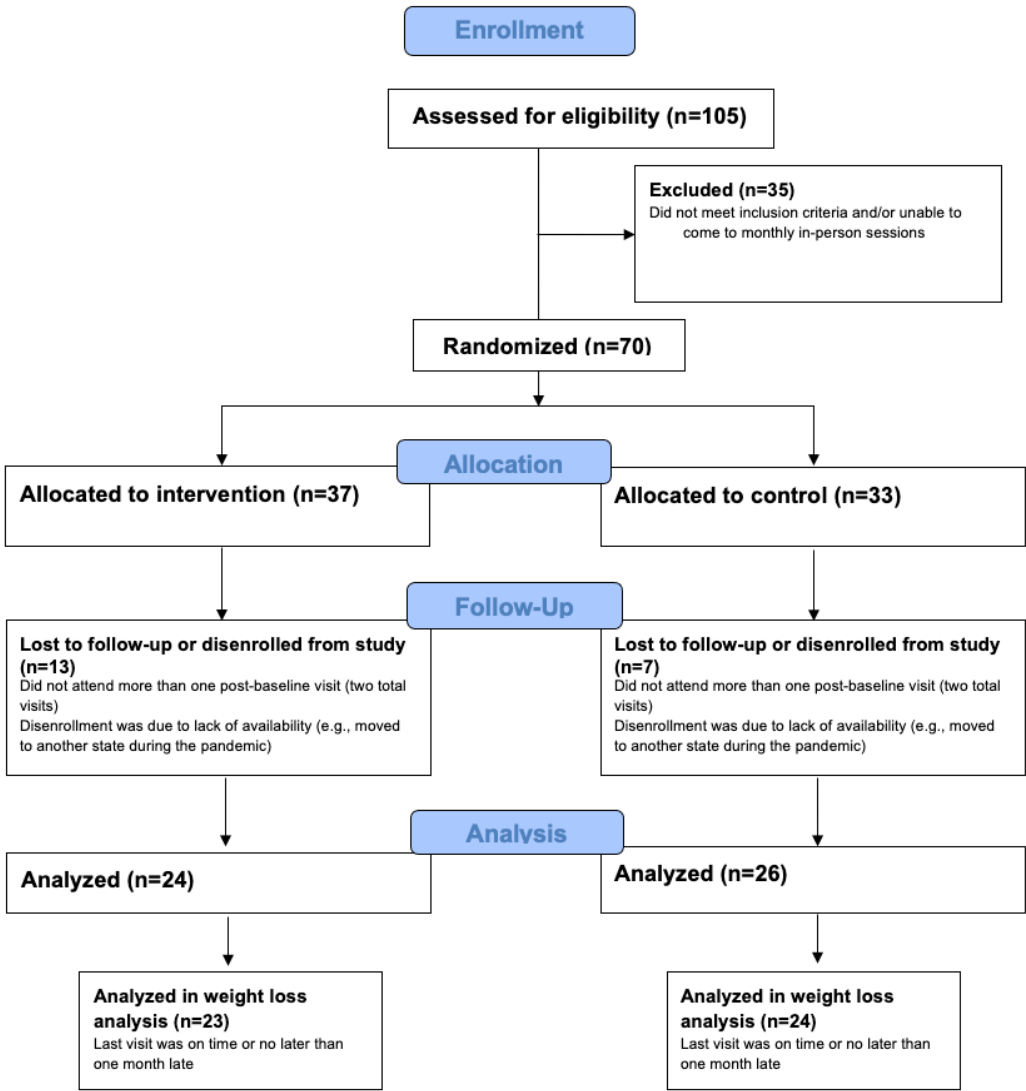 Enrollment
Assessed for eligibility (n=105)
Excluded (n=35)
Did not meet inclusion criteria and/or unable to
come to monthly in-person sessions
Randomized (n=70)
Allocation
Allocated to intervention (n=37)
Allocated to control (n=33)
Follow-Up
Lost to follow-up or disenrolled from study
(n=13)
Did not attend more than one post-baseline visit (two total
visits)
Disenrollment was due to lack of availability (e.g., moved
to another state during the pandemic)
Lost to follow-up or disenrolled from study
(n=7)
Did not attend more than one post-baseline visit (two total
visits)
Disenrollment was due to lack of availability (e.g., moved
to another state during the pandemic)
Analysis
Analyzed (n=24)
Analyzed (n=26)
Analyzed in weight loss
analysis (n=23)
Last visit was on time or no later than
one month late
Analyzed in weight loss
analysis (n=24)
Last visit was on time or no later than
one month late